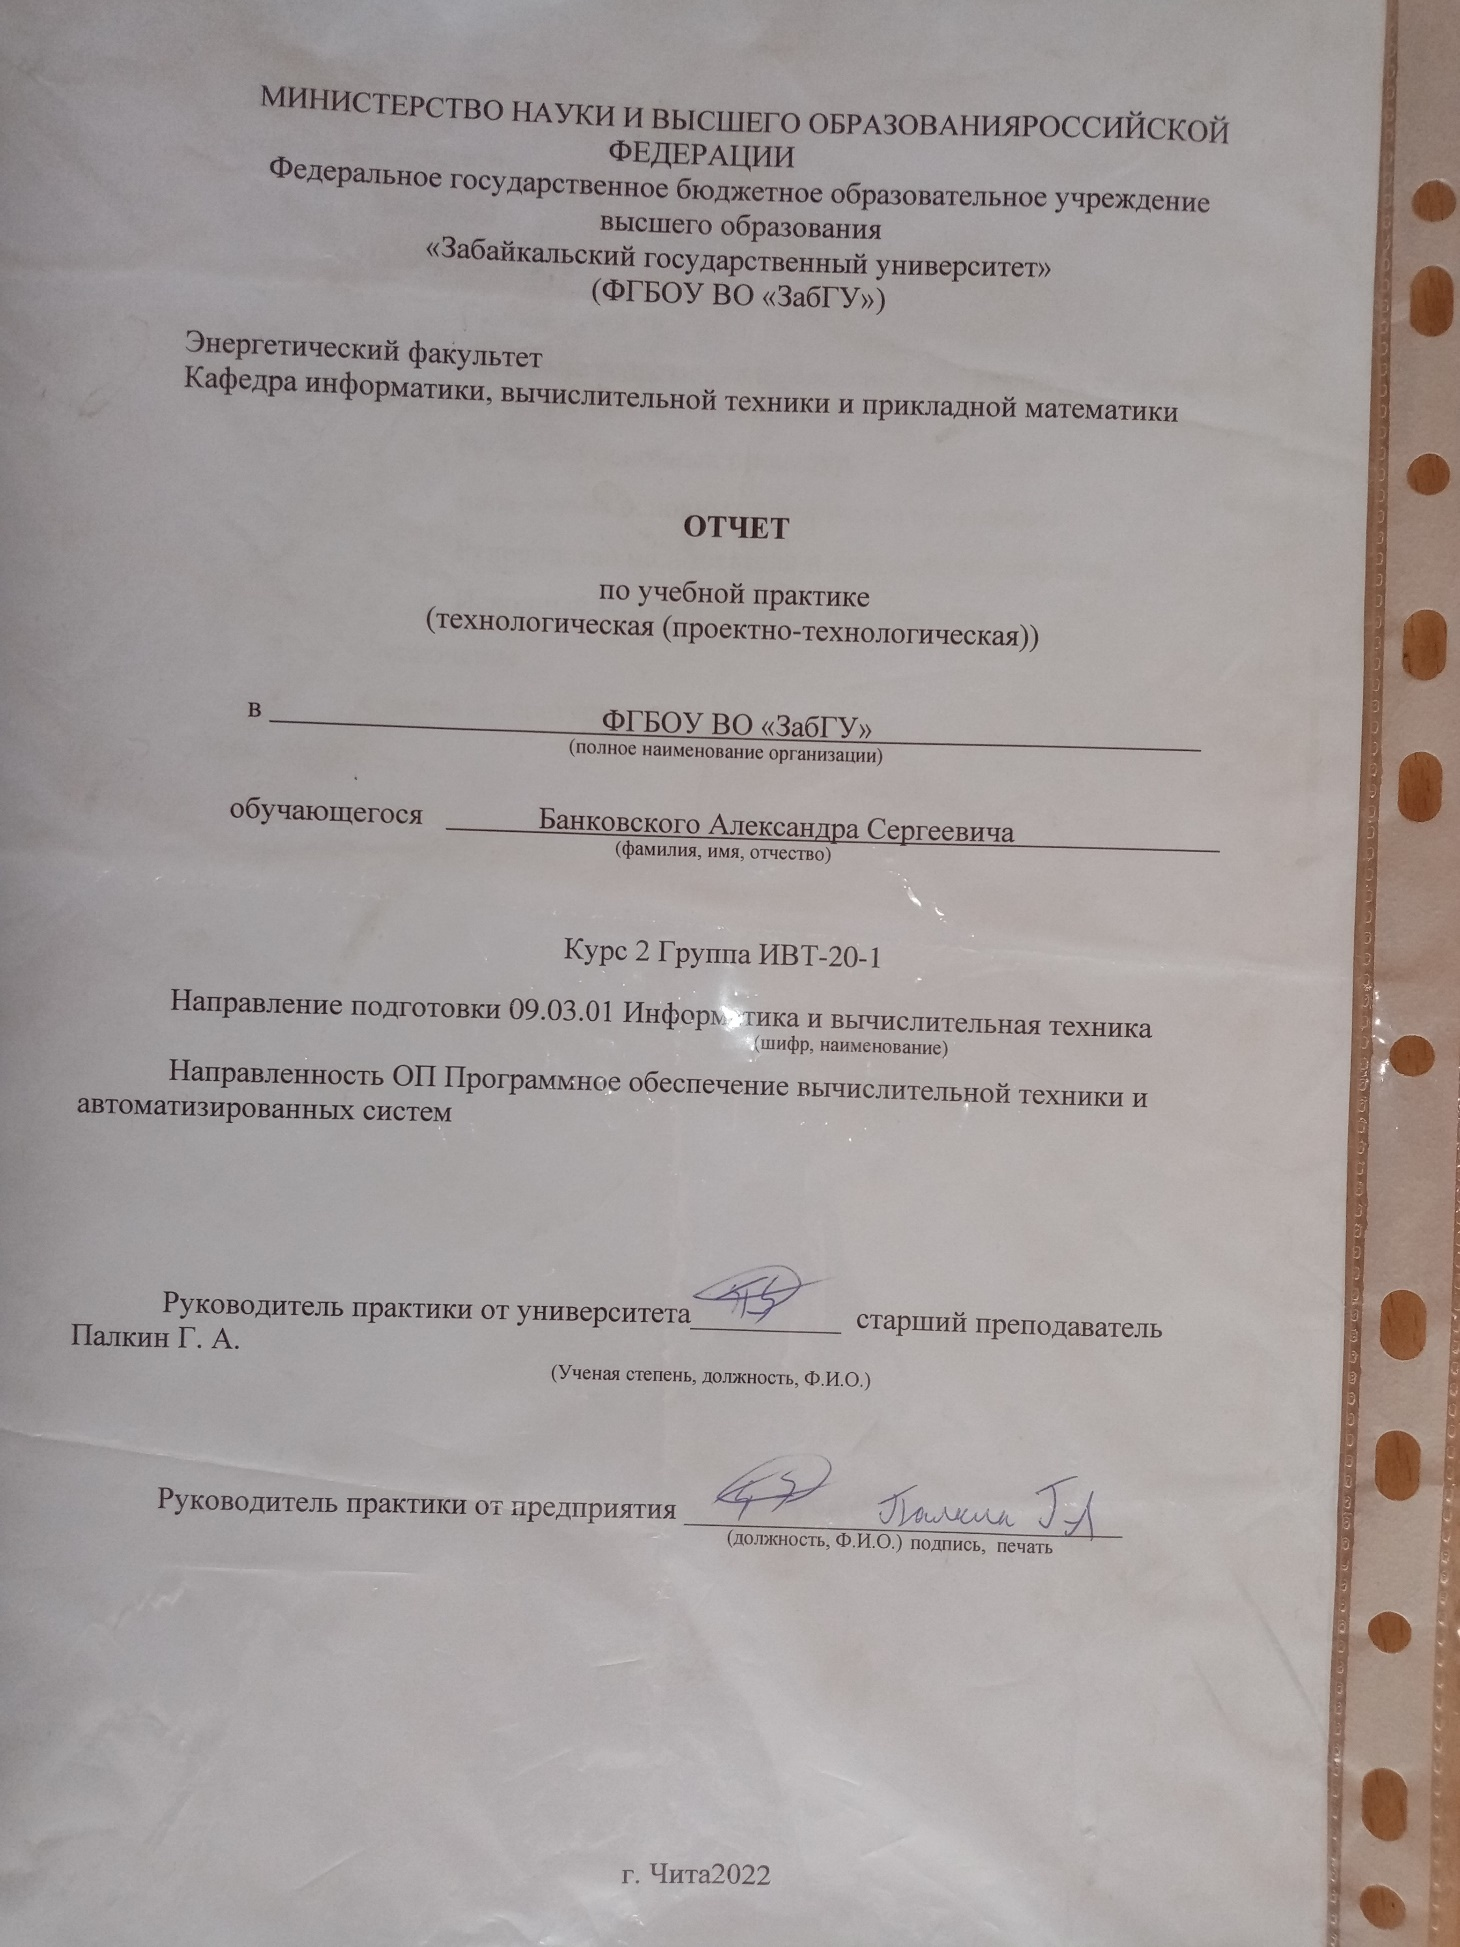 МИНИСТЕРСТВО НАУКИ И ВЫСШЕГО ОБРАЗОВАНИЯРОССИЙСКОЙ
ФЕДЕРАЦИИ
Федеральное государственное бюджетное образовательное учреждение
высшего образования
«Забайкальский государственный университет»
(ФГБОУ ВО «ЗабГУ»)
Энергетический факультет
Кафедра информатики, вычислительной техники и прикладной математики
ОТЧЕТ
по учебной практике
(технологическая (проектно-технологическая))
в ФГБОУ ВО «ЗабГУ»
(полное наименование организации)
обучающегося Банковского Александра Сергеевича
(фамилия, имя, отчество)
Курс 2 Группа ИВТ-20-1
Направление подготовки 09.03.01 Информатика и вычислительная техника
(шифр, наименование)
Направленность ОП Программное обеспечение вычислительной техники и
автоматизированных систем
Руководитель практики от университета старший преподаватель
Палкин Г. А.
(Ученая степень, должность, Ф.И.О.)
Руководитель практики от предприятия Палкин Г.А
(должность, Ф.И.О.) подпись, печать
г. Чита2022